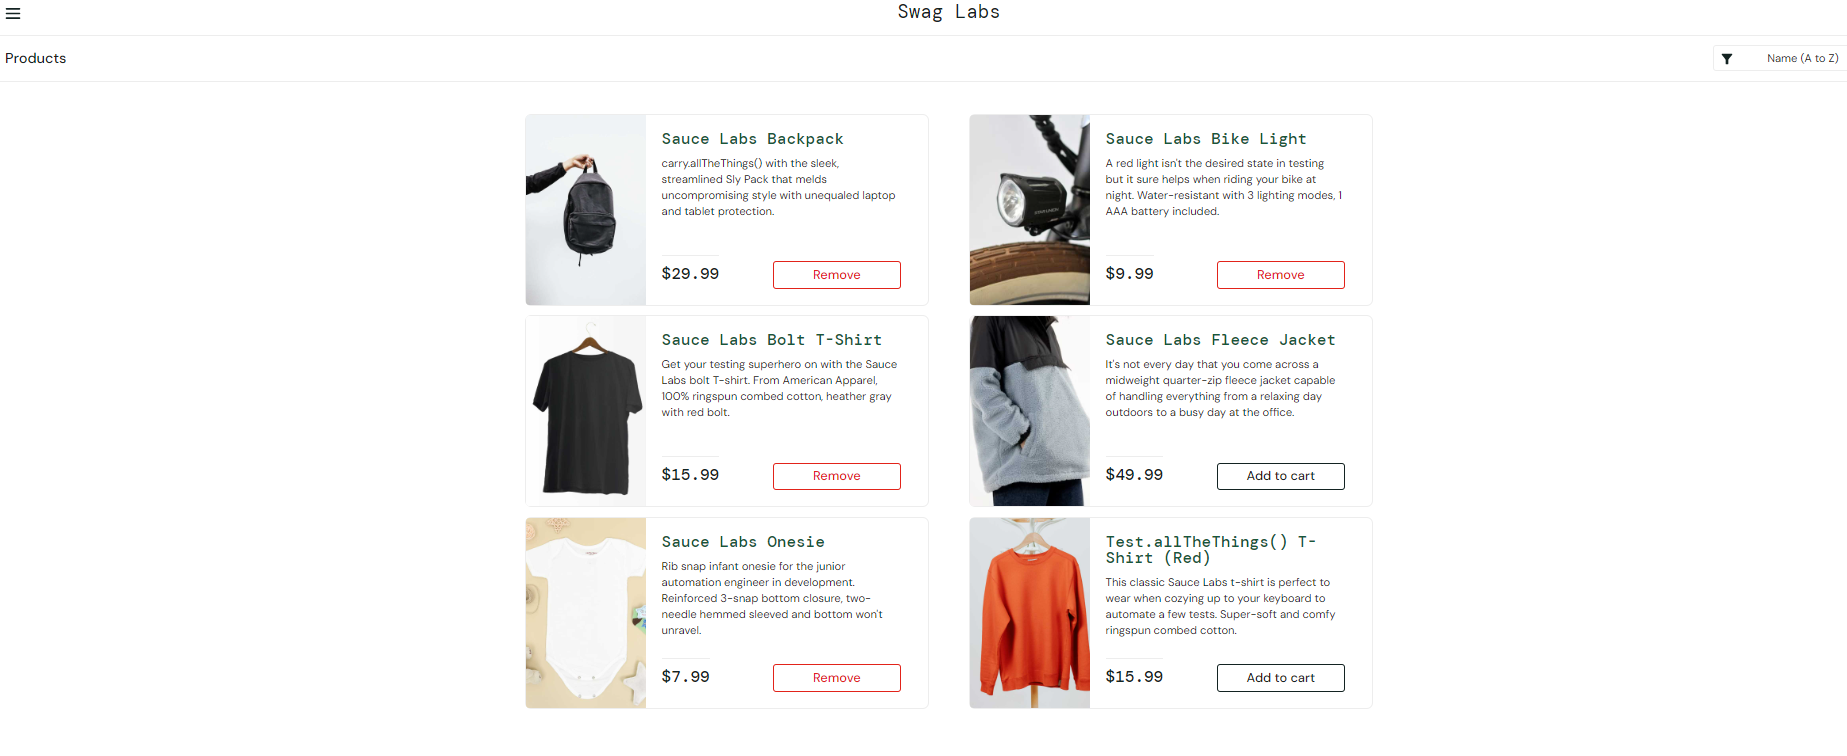 Swag Labs
Products
Name (A to Z)
Sauce Labs Backpack
carry.allTheThings() with the sleek,
streamlined Sly Pack that melds
uncompromising style with unequaled laptop
and tablet protection.
$29.99
Remove
Sauce Labs Bike Light
A red light isn't the desired state in testing
but it sure helps when riding your bike at
night. Water-resistant with 3 lighting modes, 1
AAA battery included.
$9.99
Remove
Sauce Labs Bolt T-Shirt
Get your testing superhero on with the Sauce
Labs bolt T-shirt. From American Apparel,
100% ringspun combed cotton, heather gray
with red bolt.
$15.99
Remove
Sauce Labs Fleece Jacket
It's not every day that you come across a
midweight quarter-zip fleece jacket capable
of handling everything from a relaxing day
outdoors to a busy day at the office.
$49.99
Add to cart
Sauce Labs Onesie
Rib snap infant onesie for the junior
automation engineer in development.
Reinforced 3-snap bottom closure, two-
needle hemmed sleeved and bottom won't
unravel.
$7.99
Remove
Test.allTheThings() T-
Shirt (Red)
This classic Sauce Labs t-shirt is perfect to
wear when cozying up to your keyboard to
automate a few tests. Super-soft and comfy
ringspun combed cotton.
$15.99
Add to cart